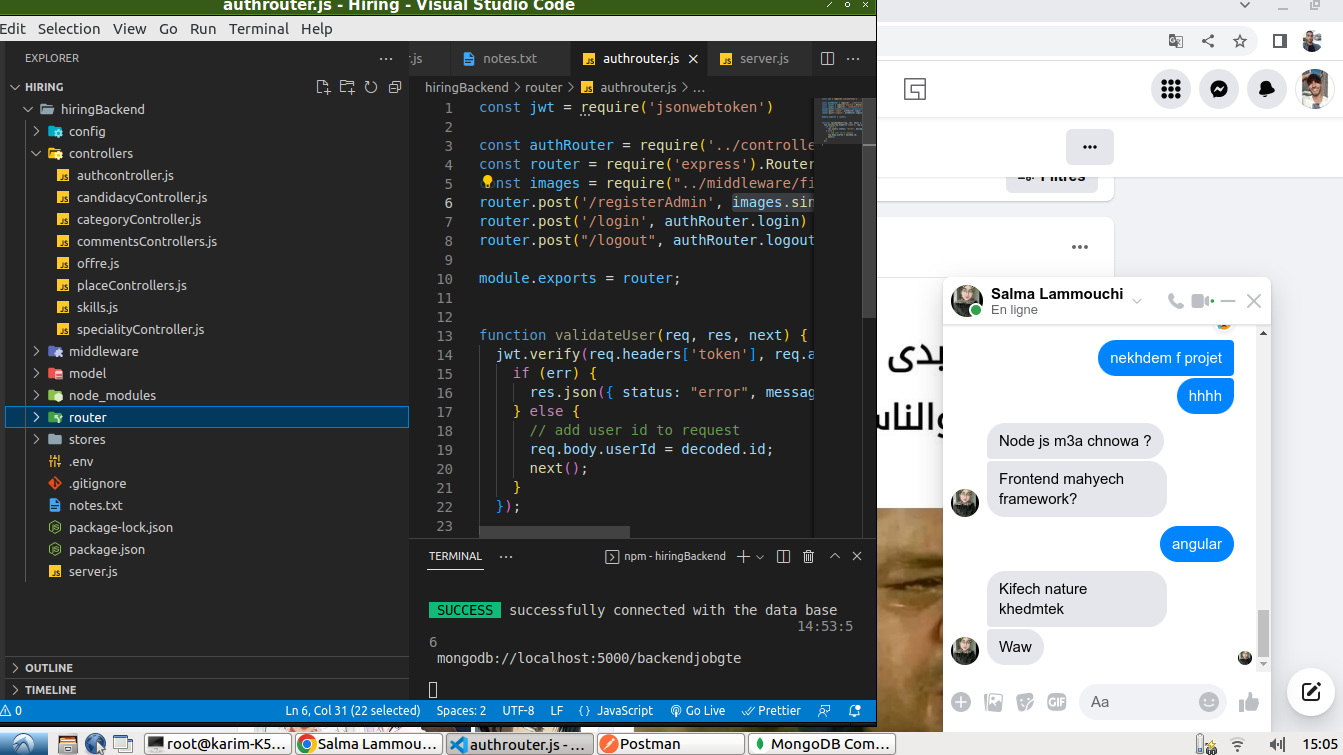 authrouter.js - Hiring - Visual Studio Code
Edit Selection View Go Run Terminal Help
EXPLORER
HIRING
hiringBackend
config
controllers
authcontroller.js
candidacyController.js
categoryController.js
commentsControllers.js
offre.js
placeControllers.js
skills.js
specialityController.js
middleware
model
node_modules
router
stores
.env
.gitignore
notes.txt
package-lock.json
package.json
server.js
OUTLINE
TIMELINE
.js notes.txt authrouter.js server.js
hiringBackend > router > authrouter.js > ...
1 const jwt = require('jsonwebtoken')
2
3 const authRouter = require('../controlle
4 const router = require('express').Router
5 const images = require("../middleware/fi
6 router.post('/registerAdmin', images.sin
7 router.post('/login', authRouter.login)
8 router.post("/logout", authRouter.logout
9
10 module.exports = router;
11
12
13 function validateUser(req, res, next) {
14 jwt.verify(req.headers['token'], req.a
15 if (err) {
16 res.json({ status: "error", messag
17 } else {
18 // add user id to request
19 req.body.userId = decoded.id;
20 next();
21 }
22 });
23
TERMINAL
npm - hiringBackend
SUCCESS successfully connected with the data base
14:53:5
6
mongodb://localhost:5000/backendjobgte
0
Ln 6, Col 31 (22 selected) Spaces: 2 UTF-8 LF {} JavaScript Go Live Prettier
Filtres
Salma Lammouchi
En ligne
nekhdem f projet
hhhh
Node js m3a chnowa ?
Frontend mahyech
framework?
angular
Kifech nature
khedmtek
Waw
GIF
Aa
root@karim-K5... Salma Lammou... authrouter.js - ... Postman MongoDB Com... 15:05